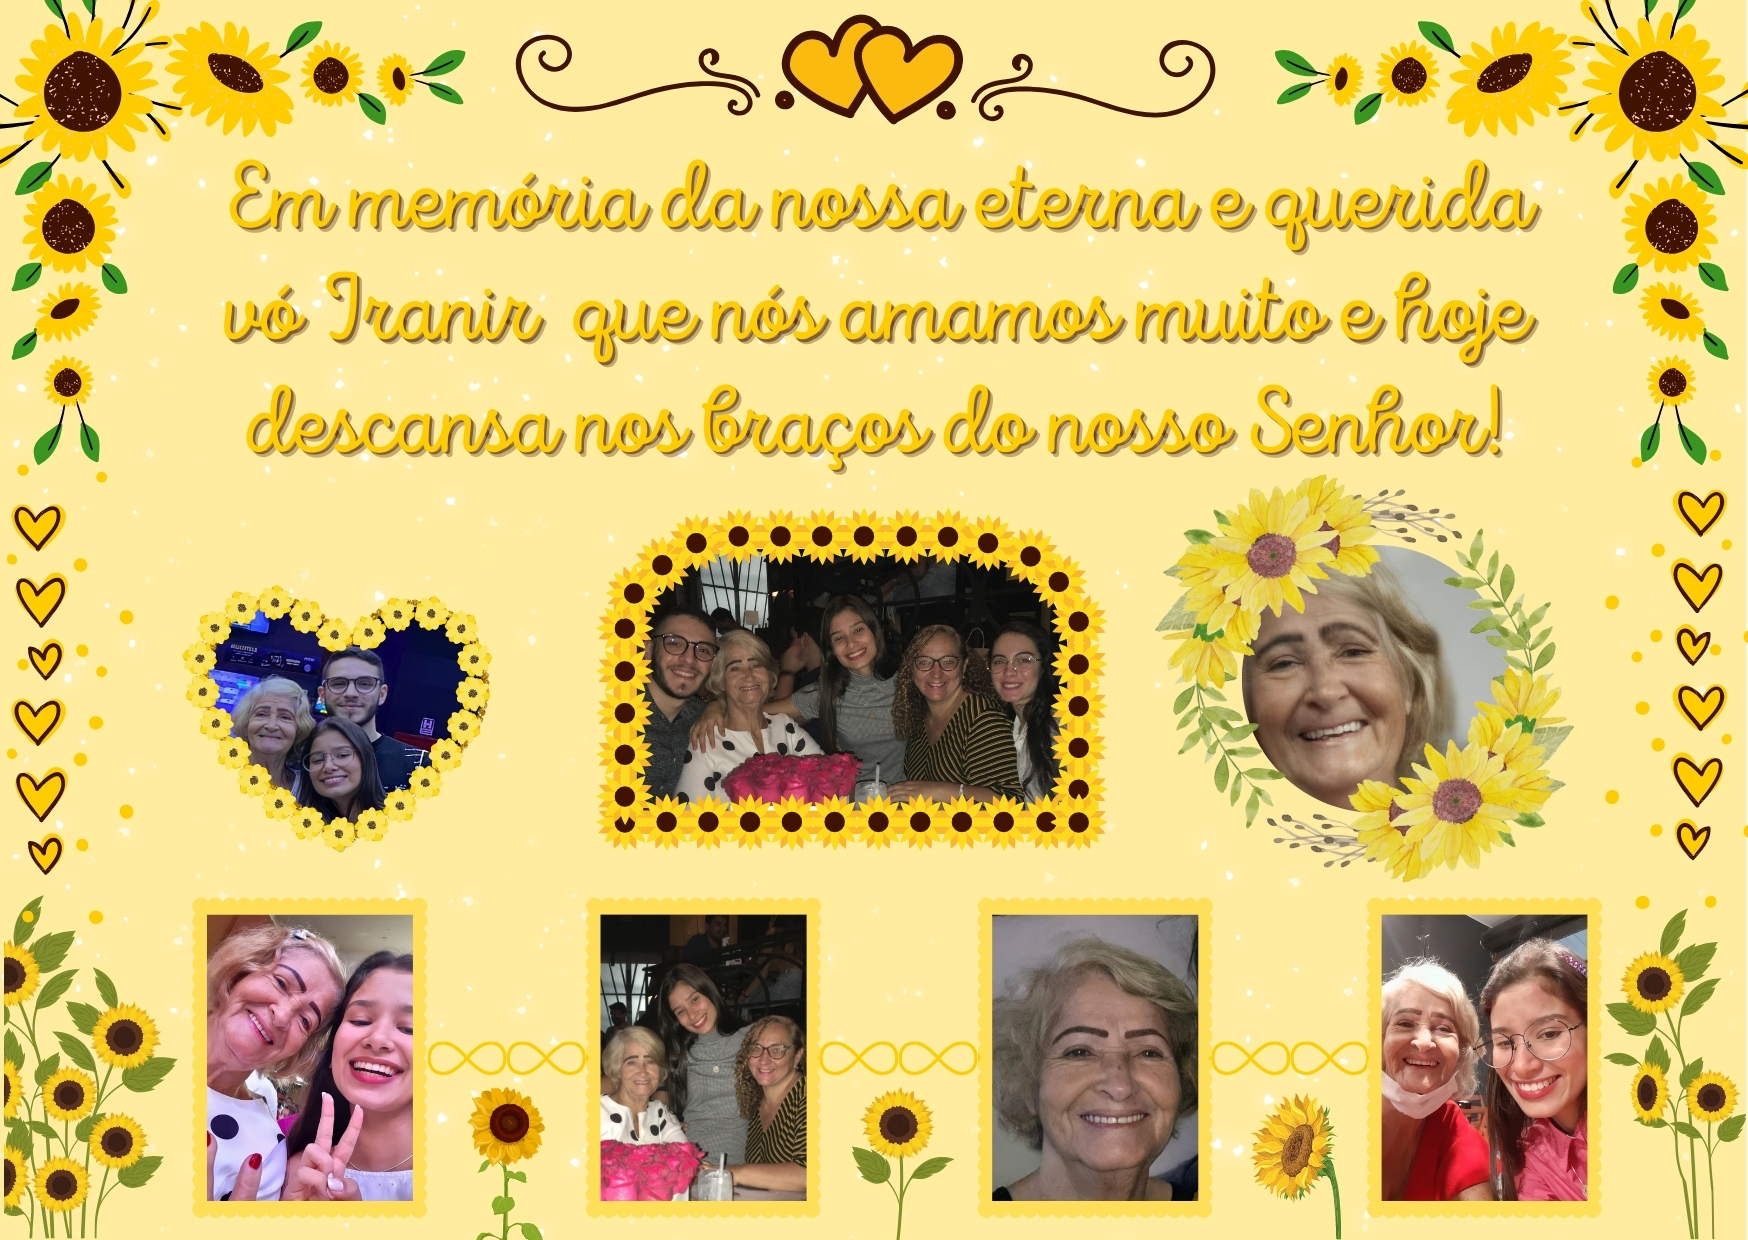 Em memória da nossa eterna e querida
vó Iranir que nós amamos muito e hoje
descansa nos braços do nosso Senhor!